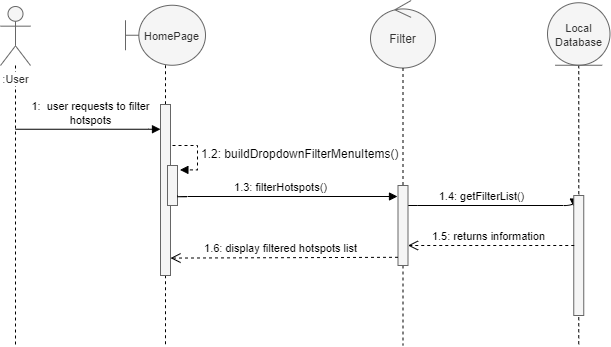 HomePage
Filter
Local
Database
:User
1:  user requests to filter
hotspots
1.2: buildDropdownFilterMenuItems()
1.3: filterHotspots()
1.4: getFilterList()
1.5: returns information
1.6: display filtered hotspots list